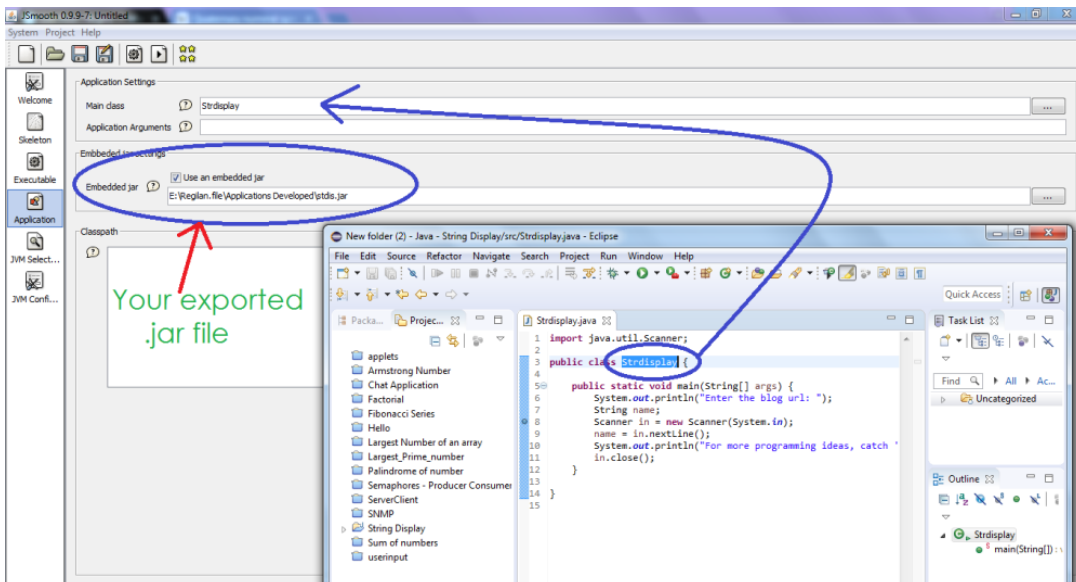 JSmooth 0.9.9-7: Untitled
System Project Help
Welcome
Skeleton
Executable
Application
JVM Select...
JVM Confi...
Application Settings
Main class
Strdisplay
...
Application Arguments
Embbeded Jar Settings
Use an embedded jar
Embedded jar
E:\Regilan.file\Applications Developed\stdis.jar
...
Classpath
Your exported
.jar file
New folder (2) - Java - String Display/src/Strdisplay.java - Eclipse
File Edit Source Refactor Navigate Search Project Run Window Help
Quick Access
Packa... Projec...
applets
Armstrong Number
Chat Application
Factorial
Fibonacci Series
Hello
Largest Number of an array
Largest_Prime_number
Palindrome of number
Semaphores - Producer Consumer
ServerClient
SNMP
String Display
Sum of numbers
userinput
Strdisplay.java
1 import java.util.Scanner;
2
3 public class Strdisplay {
4
5 public static void main(String[] args) {
6 System.out.println("Enter the blog url: ");
7 String name;
8 Scanner in = new Scanner(System.in);
9 name = in.nextLine();
10 System.out.println("For more programming ideas, catch '
11 in.close();
12 }
13
14 }
15
Task List
Find All Ac...
Uncategorized
Outline
Strdisplay
main(String[]) :